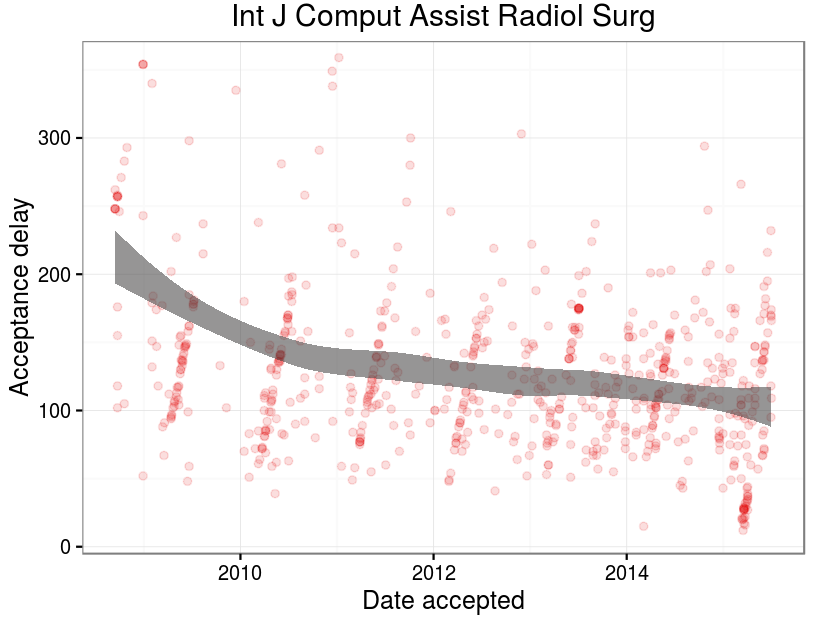 Int J Comput Assist Radiol Surg
Acceptance delay
300
200
100
0
2010 2012 2014
Date accepted